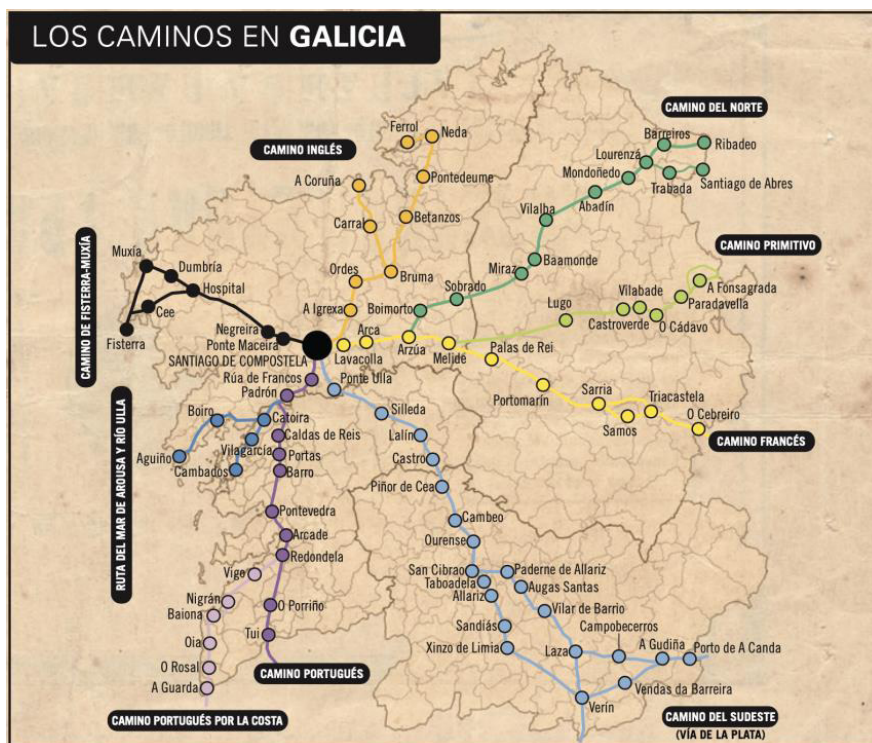 LOS CAMINOS EN GALICIA
CAMINO DEL NORTE
Ferrol
Neda
Barreiros
Ribadeo
CAMINO INGLÉS
Lourenzá
A Coruña
Pontedeume
Mondoñedo
Trabada
Santiago de Abres
Abadín
Carral
Betanzos
Vilalba
CAMINO DE FISTERRA-MUXÍA
CAMINO PRIMITIVO
Muxía
Dumbría
Hospital
Ordes
Bruma
Miraz
Baamonde
A Fonsagrada
Sobrado
Cee
A Igrexa
Boimorto
Lugo
Vilabade
Paradavella
Castroverde
O Cádavo
Fisterra
Negreira
Ponte Maceira
Arca
SANTIAGO DE COMPOSTELA
Lavacolla
Arzúa
Melide
Palas de Rei
Rúa de Francos
Ponte Ulla
Padrón
Portomarín
Sarria
Triacastela
O Cebreiro
RUTA DEL MAR DE AROUSA Y RÍO ULLA
Boiro
Catoira
Silleda
Samos
CAMINO FRANCÉS
Caldas de Reis
Lalín
Vilagarcía
Aguiño
Portas
Castro
Cambados
Barro
Piñor de Cea
Pontevedra
Cambeo
Arcade
Ourense
Redondela
Vigo
San Cibrao
Paderne de Allariz
Taboadela
Augas Santas
Allariz
Nigrán
O Porriño
Vilar de Barrio
Baiona
Sandiás
Campobecerros
Tui
Oia
Xinzo de Limia
Laza
A Gudiña
Porto de A Canda
O Rosal
CAMINO PORTUGUÉS
A Guarda
Vendas da Barreira
Verín
CAMINO PORTUGUÉS POR LA COSTA
CAMINO DEL SUDESTE
(VÍA DE LA PLATA)